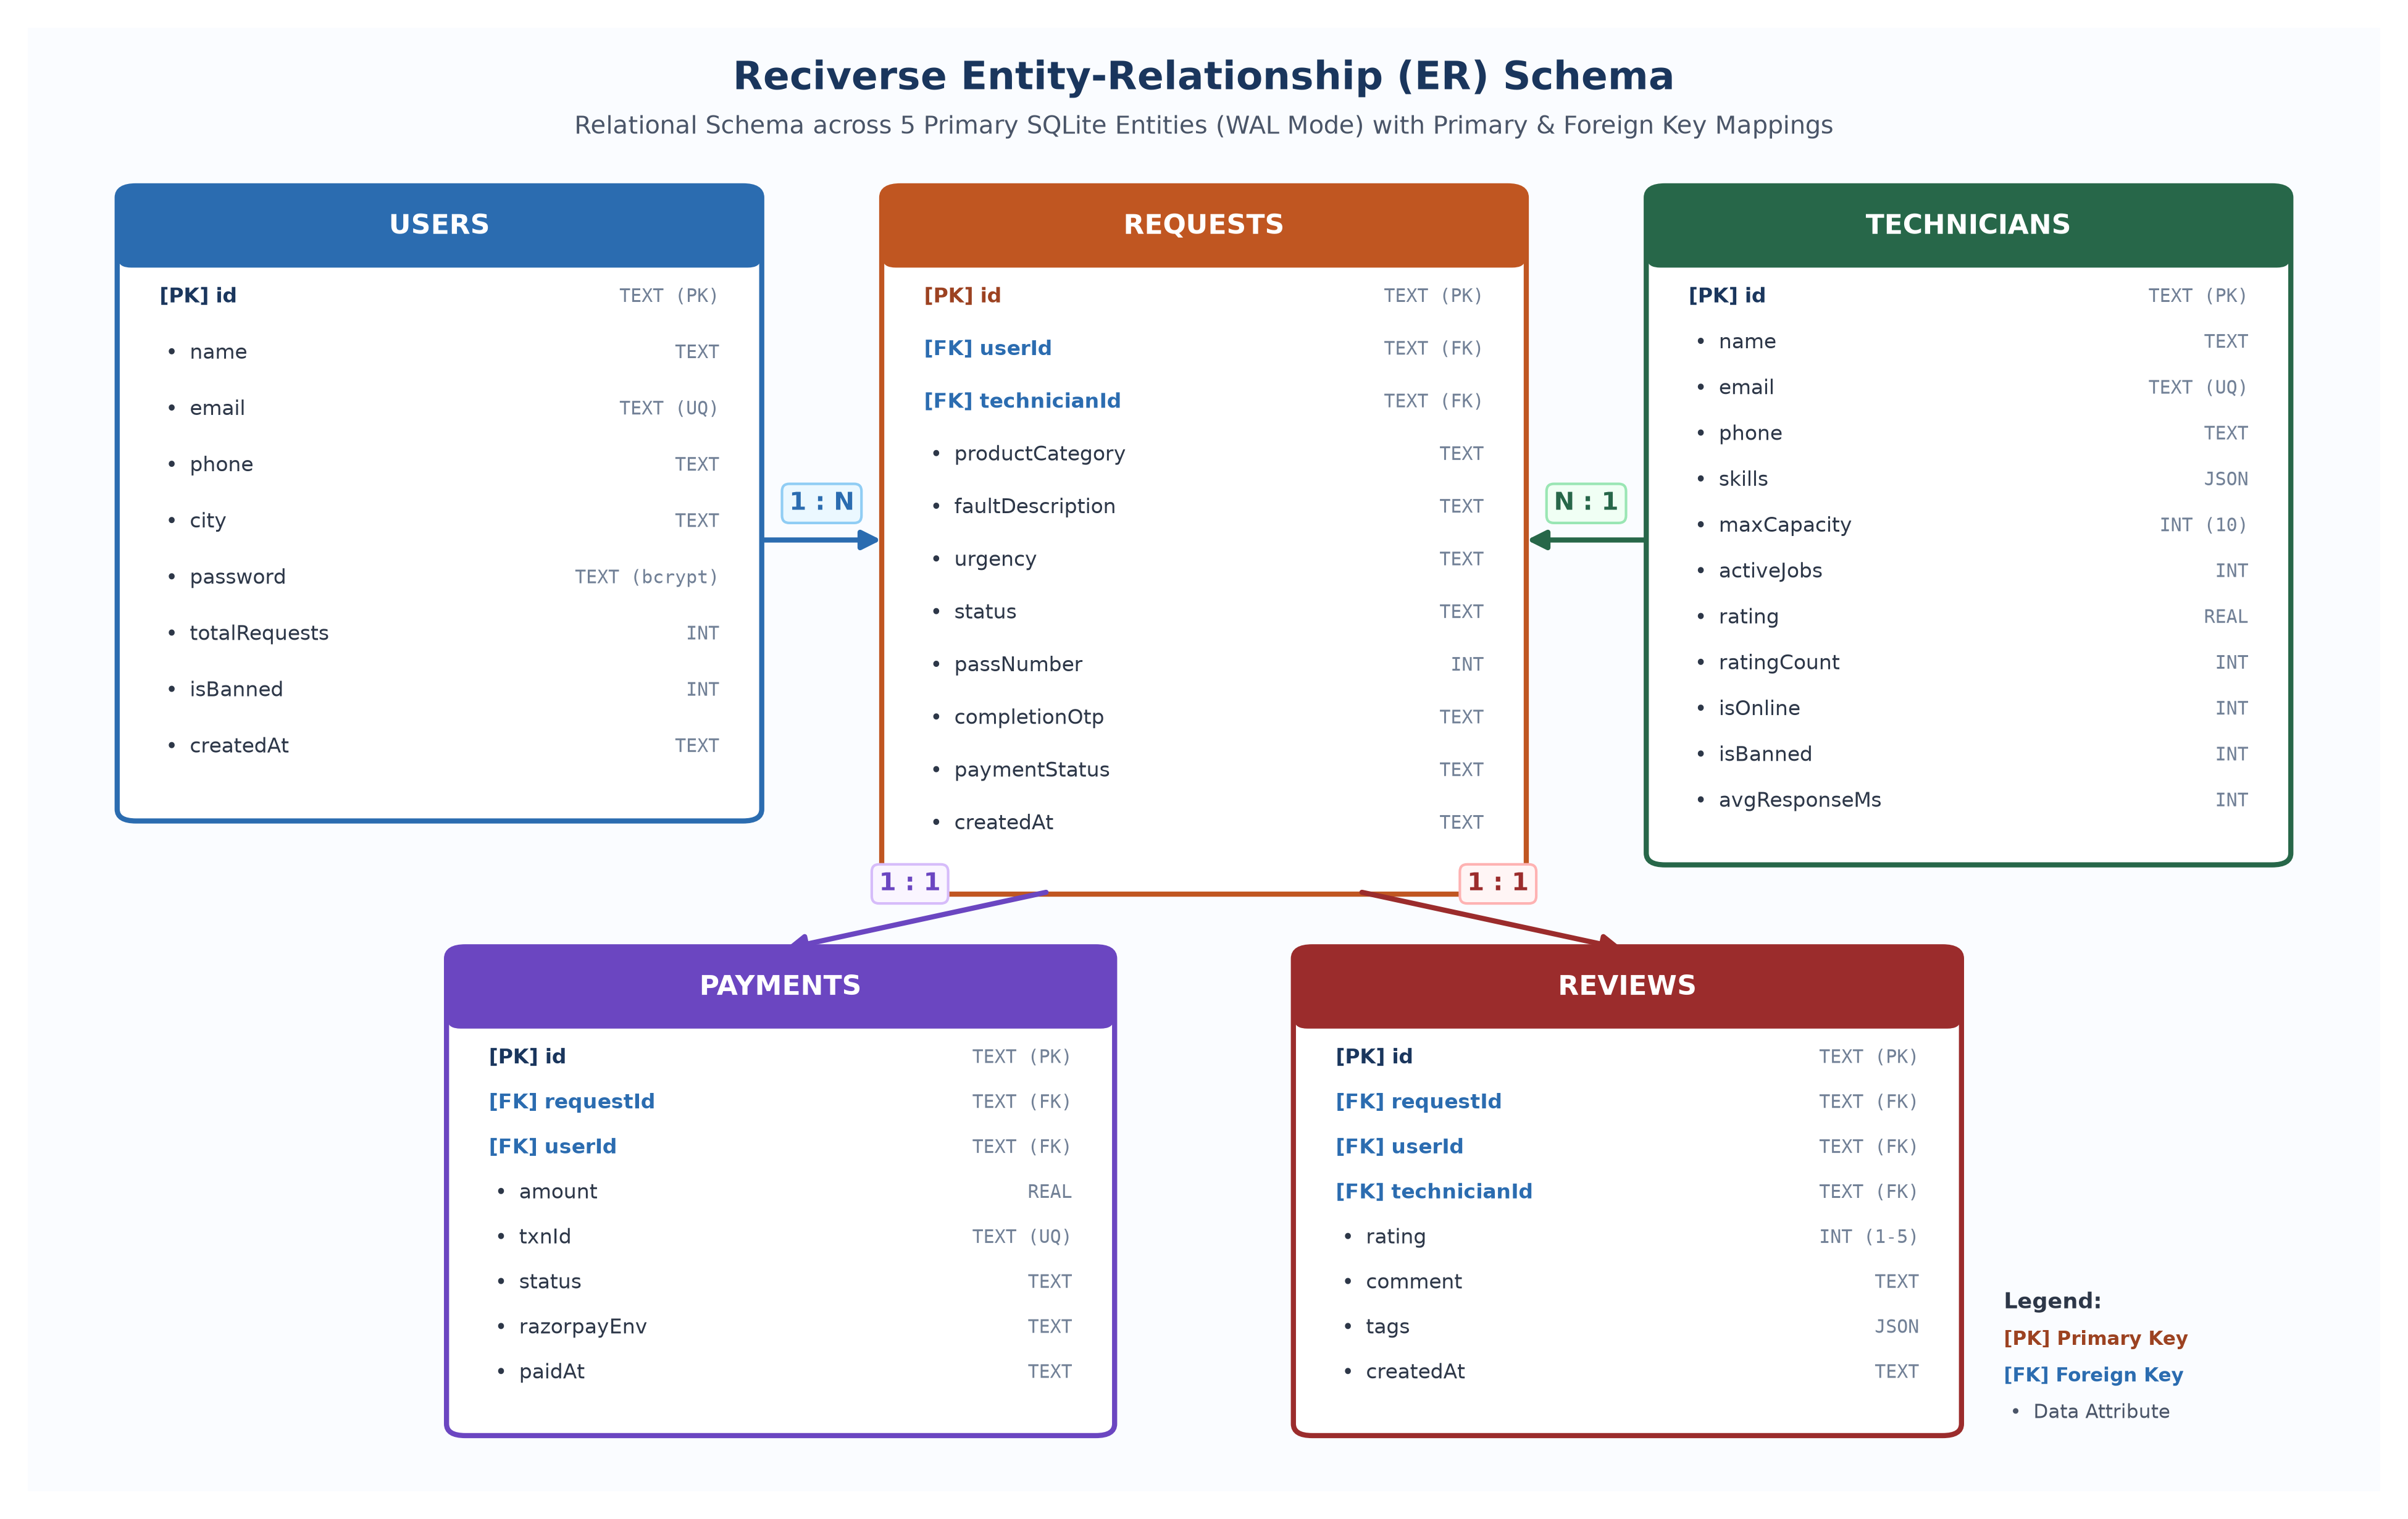 Reciverse Entity-Relationship (ER) Schema
Relational Schema across 5 Primary SQLite Entities (WAL Mode) with Primary & Foreign Key Mappings
USERS
[PK] id TEXT (PK)
• name TEXT
• email TEXT (UQ)
• phone TEXT
• city TEXT
• password TEXT (bcrypt)
• totalRequests INT
• isBanned INT
• createdAt TEXT
1 : N
REQUESTS
[PK] id TEXT (PK)
[FK] userId TEXT (FK)
[FK] technicianId TEXT (FK)
• productCategory TEXT
• faultDescription TEXT
• urgency TEXT
• status TEXT
• passNumber INT
• completionOtp TEXT
• paymentStatus TEXT
• createdAt TEXT
N : 1
TECHNICIANS
[PK] id TEXT (PK)
• name TEXT
• email TEXT (UQ)
• phone TEXT
• skills JSON
• maxCapacity INT (10)
• activeJobs INT
• rating REAL
• ratingCount INT
• isOnline INT
• isBanned INT
• avgResponseMs INT
1 : 1
1 : 1
PAYMENTS
[PK] id TEXT (PK)
[FK] requestId TEXT (FK)
[FK] userId TEXT (FK)
• amount REAL
• txnId TEXT (UQ)
• status TEXT
• razorpayEnv TEXT
• paidAt TEXT
REVIEWS
[PK] id TEXT (PK)
[FK] requestId TEXT (FK)
[FK] userId TEXT (FK)
[FK] technicianId TEXT (FK)
• rating INT (1-5)
• comment TEXT
• tags JSON
• createdAt TEXT
Legend:
[PK] Primary Key
[FK] Foreign Key
• Data Attribute